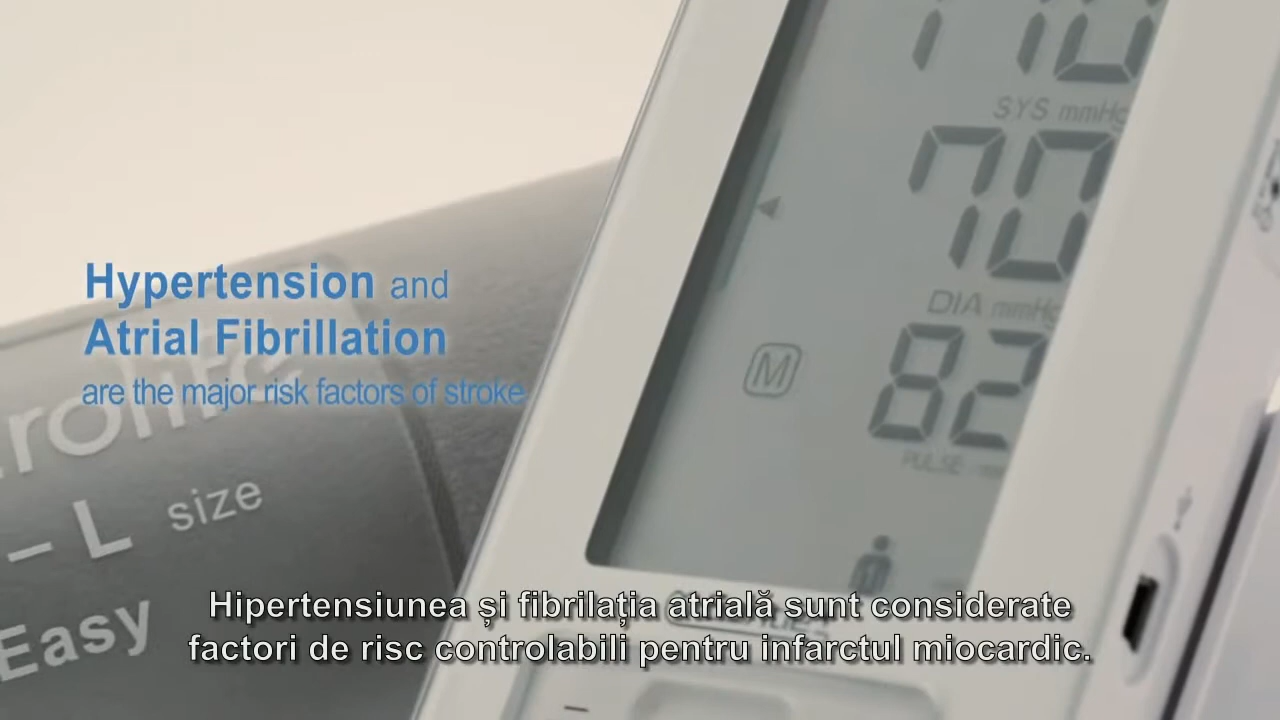 SYS mmHg
70
DIA mmHg
82
PULSE
M
Hypertension and
Atrial Fibrillation
are the major risk factors of stroke
– L size
Easy
Hipertensiunea și fibrilația atrială sunt considerate
factori de risc controlabili pentru infarctul miocardic.